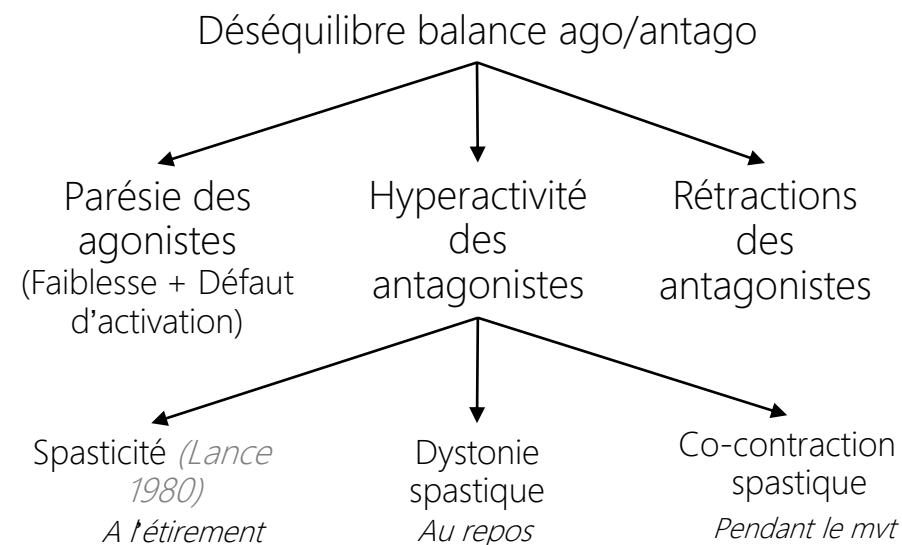 Déséquilibre balance ago/antago
Parésie des
agonistes
(Faiblesse + Défaut
d'activation)
Hyperactivité
des
antagonistes
Rétractions
des
antagonistes
Spasticité (Lance
1980)
A l'étirement
Dystonie
spastique
Au repos
Co-contraction
spastique
Pendant le mvt